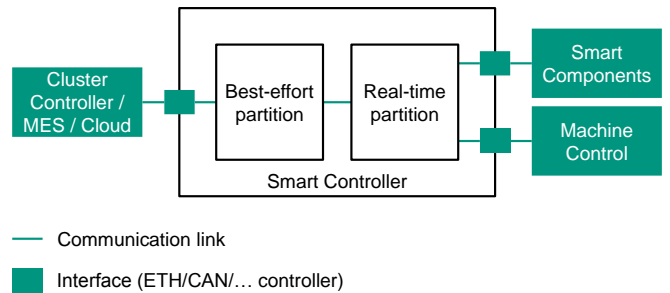 Cluster
Controller /
MES / Cloud
Best-effort
partition
Real-time
partition
Smart
Components
Machine
Control
Smart Controller
Communication link
Interface (ETH/CAN/… controller)